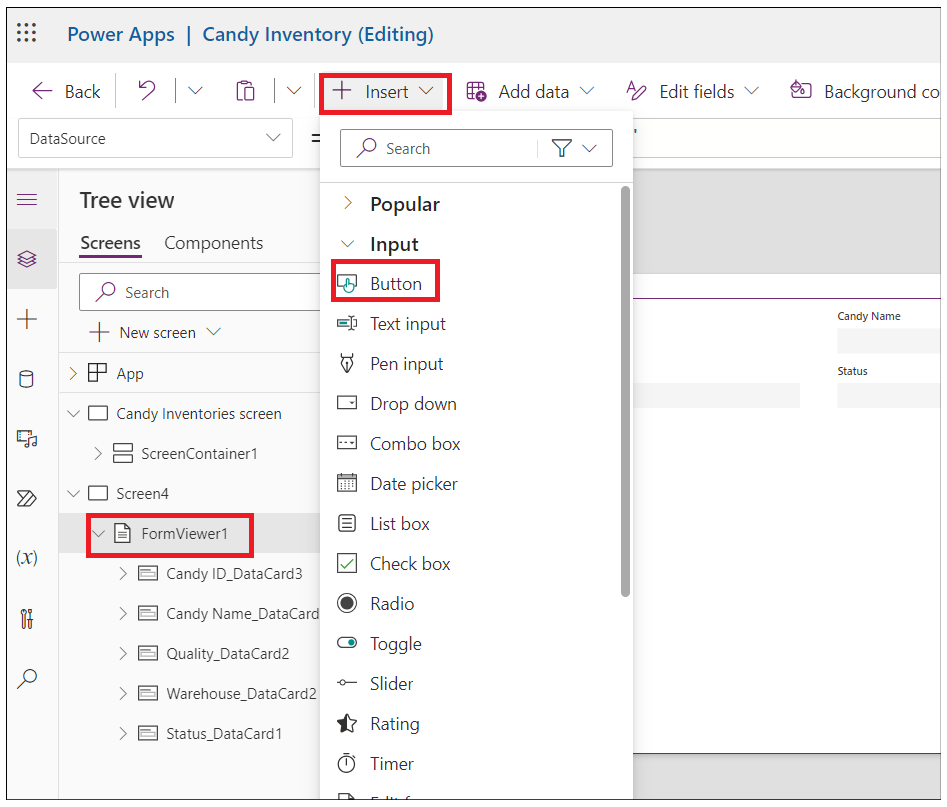 Power Apps | Candy Inventory (Editing)
Back
Insert
Add data
Edit fields
Background co
DataSource
=
Search
Tree view
Screens
Components
Search
New screen
App
Candy Inventories screen
ScreenContainer1
Screen4
FormViewer1
Candy ID_DataCard3
Candy Name_DataCard
Quality_DataCard2
Warehouse_DataCard2
Status_DataCard1
(x)
Popular
Input
Button
Text input
Pen input
Drop down
Combo box
Date picker
List box
Check box
Radio
Toggle
Slider
Rating
Timer
Candy Name
Status